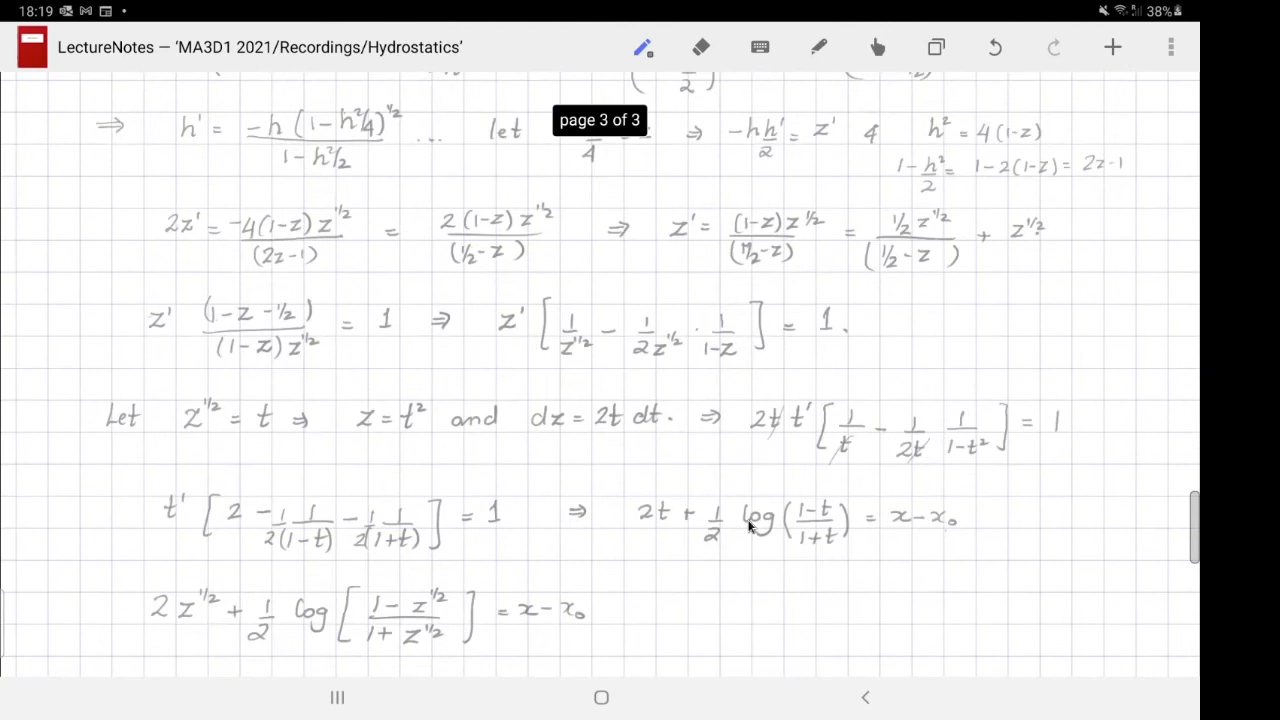 18:19 38%
LectureNotes — ‘MA3D1 2021/Recordings/Hydrostatics’
page 3 of 3
⇒ h' = -h (1-h²/4)^1/2 / (1-h²/2) ... let 4 ⇒ -hh'/2 = z' & h² = 4(1-z)
1-h²/2 = 1-2(1-z) = 2z-1
2z' = -4(1-z) z^1/2 / (2z-1) = 2(1-z) z^1/2 / (1/2-z) ⇒ z' = (1-z) z^1/2 / (1/2-z) = 1/2 z^1/2 / (1/2-z) + z^1/2
z' (1-z-1/2) / (1-z) z^1/2 = 1 ⇒ z' [1/z^1/2 - 1/2z^1/2 · 1/1-z] = 1.
Let z^1/2 = t ⇒ z = t² and dz = 2t dt. ⇒ 2t t' [1/t - 1/2t 1/1-t²] = 1
t' [2 - 1/2 1/(1-t) - 1/2 1/(1+t)] = 1 ⇒ 2t + 1/2 log (1-t/1+t) = x-x₀
2 z^1/2 + 1/2 log [1-z^1/2 / 1+z^1/2] = x-x₀